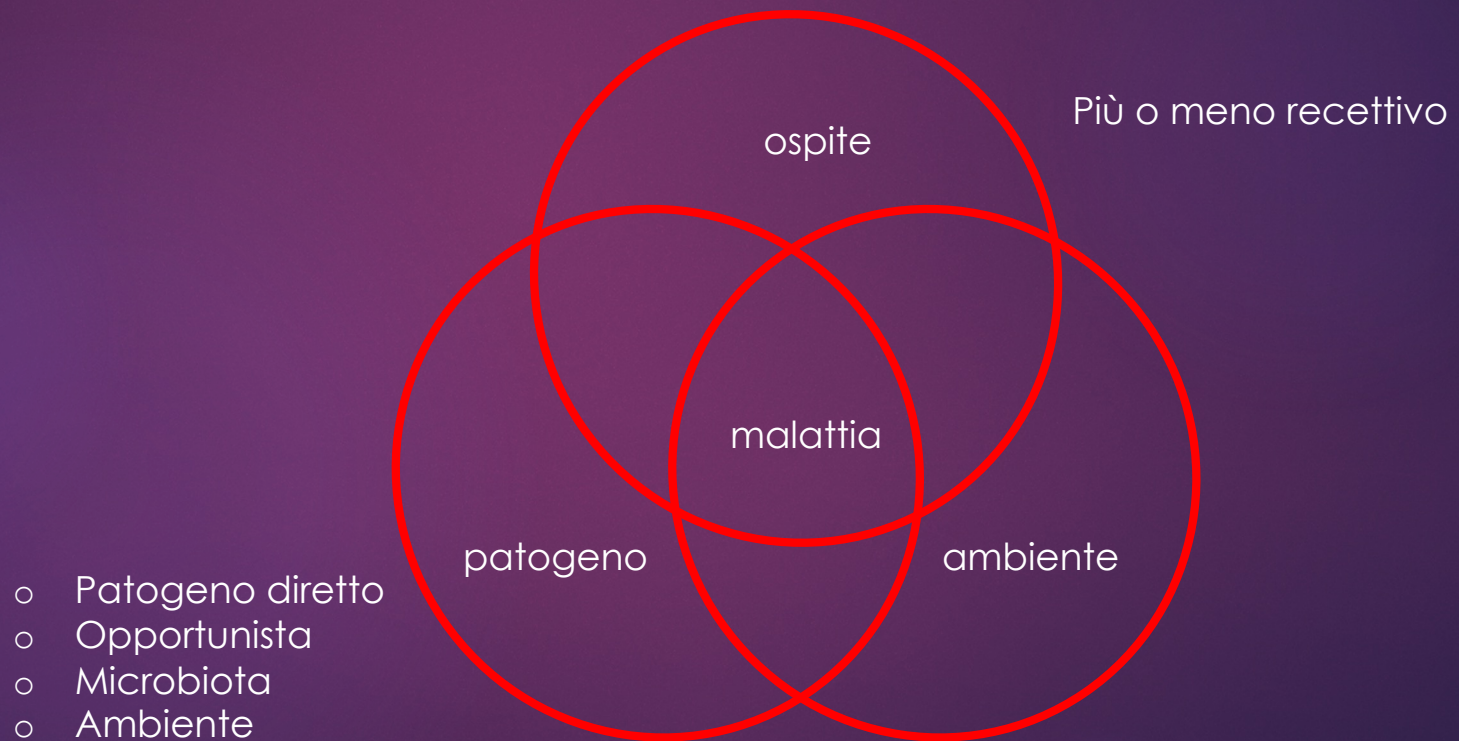 Più o meno recettivo
ospite
malattia
patogeno
ambiente
o Patogeno diretto
o Opportunista
o Microbiota
o Ambiente